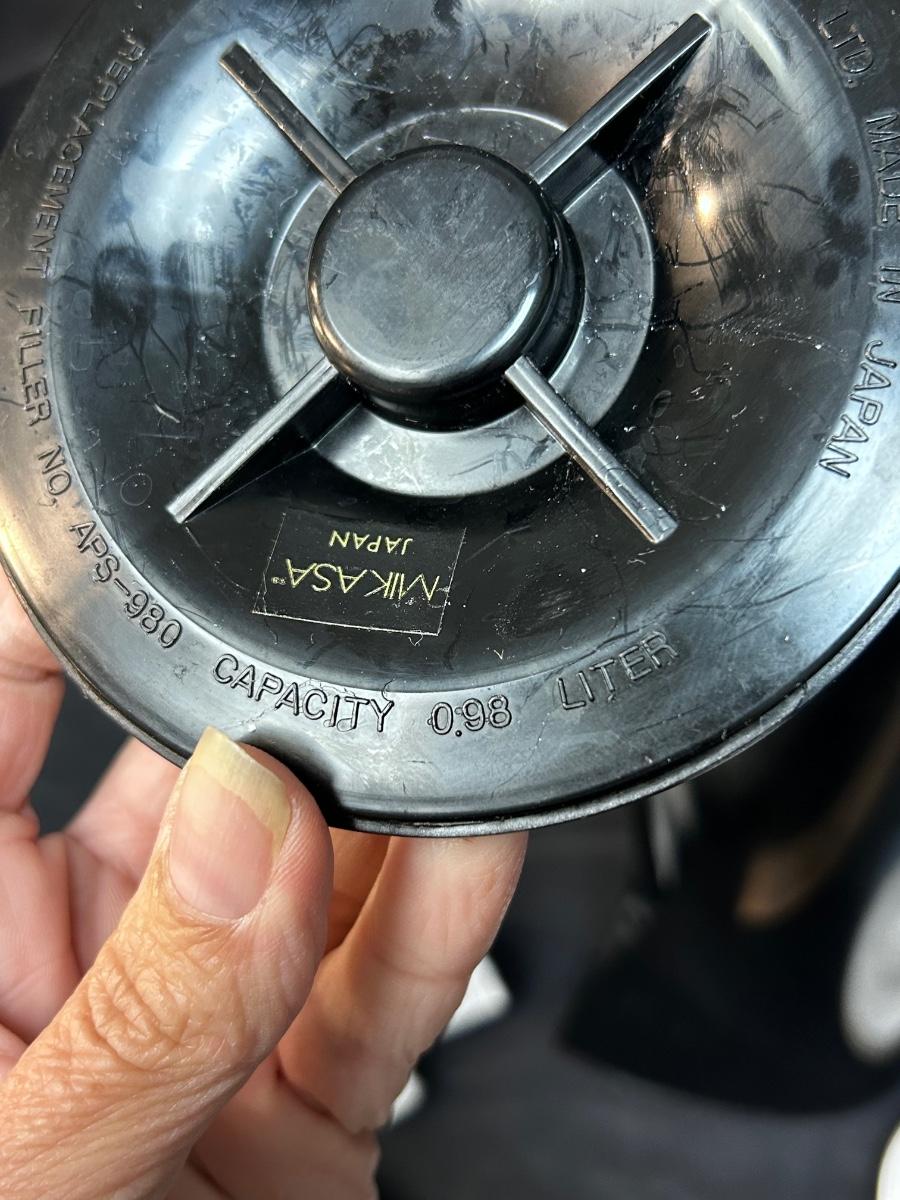 REPLACEMENT FILLER NO. APS-980 CAPACITY 0.98 LITER
LTD. MADE IN JAPAN
MIKASA®
JAPAN